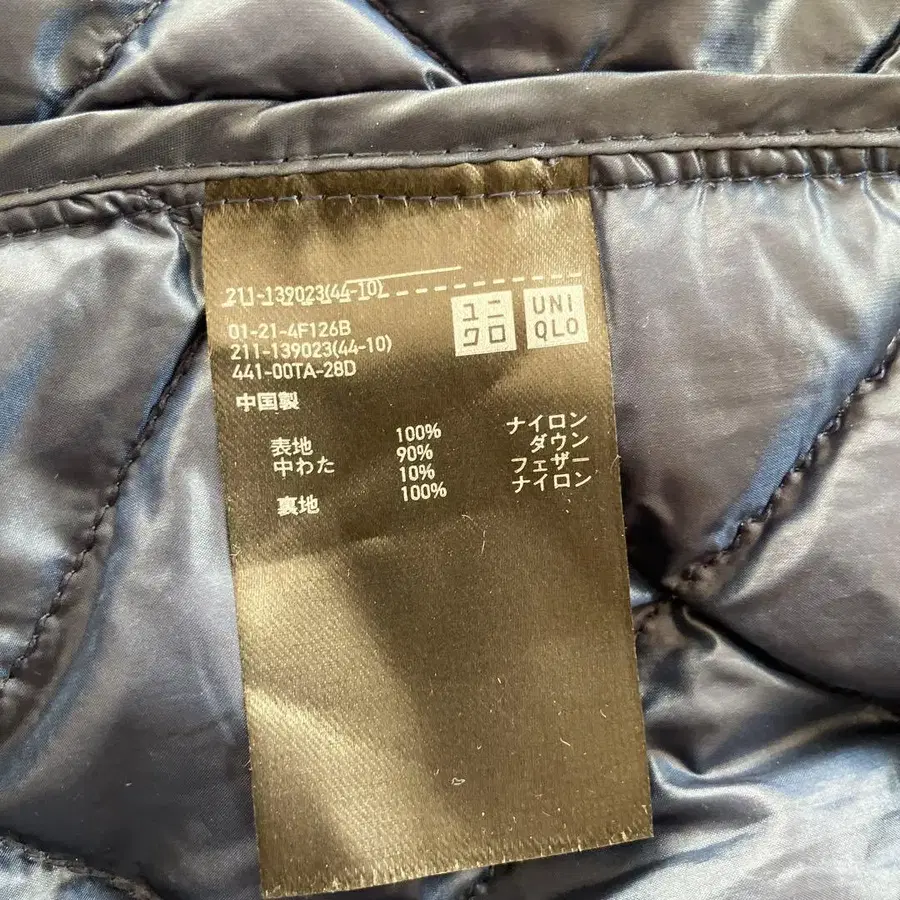 211-139023(44-10)
ユニ
クロ
UNI
QLO
01-21-4F126B
211-139023(44-10)
441-00TA-28D
中国製
表地 100% ナイロン
中わた 90% ダウン
10% フェザー
裏地 100% ナイロン